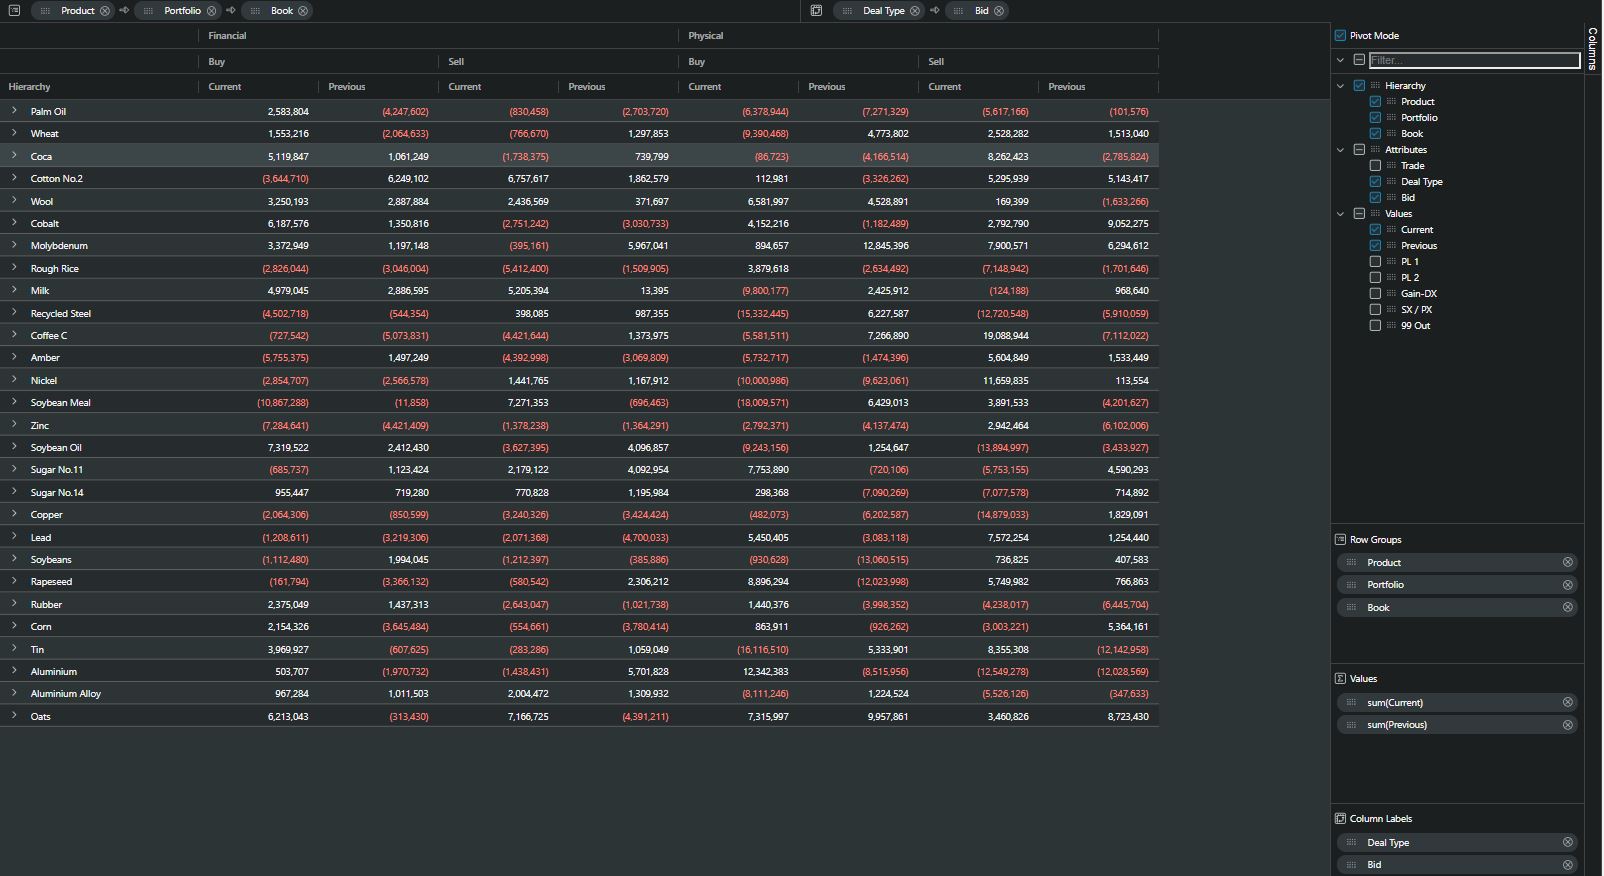 Product Portfolio Book Deal Type Bid
Financial Physical Pivot Mode
Buy Sell Buy Sell Filter...
Hierarchy Current Previous Current Previous Current Previous Current Previous
Palm Oil 2,583,804 (4,247,602) (830,458) (2,703,720) (6,378,944) (7,271,329) (5,617,166) (101,576)
Wheat 1,553,216 (2,064,633) (766,670) 1,297,853 (9,390,468) 4,773,802 2,528,282 1,513,040
Coca 5,119,847 1,061,249 (1,738,375) 739,799 (86,723) (4,166,514) 8,262,423 (2,785,824)
Cotton No.2 (3,644,710) 6,249,102 6,757,617 1,862,579 112,981 (3,326,262) 5,295,939 5,143,417
Wool 3,250,193 2,887,884 2,436,569 371,697 6,581,997 4,528,891 169,399 (1,633,266)
Cobalt 6,187,576 1,350,816 (2,751,242) (3,030,733) 4,152,216 (1,182,489) 2,792,790 9,052,275
Molybdenum 3,372,949 1,197,148 (395,161) 5,967,041 894,657 12,845,396 7,900,571 6,294,612
Rough Rice (2,826,044) (3,046,004) (5,412,400) (1,509,905) 3,879,618 (2,634,492) (7,148,942) (1,701,646)
Milk 4,979,045 2,886,595 5,205,394 13,395 (9,800,177) 2,425,912 (124,188) 968,640
Recycled Steel (4,502,718) (544,354) 398,085 987,355 (15,332,445) 6,227,587 (12,720,548) (5,910,059)
Coffee C (727,542) (5,073,831) (4,421,644) 1,373,975 (5,581,511) 7,266,890 19,088,944 (7,112,022)
Amber (5,755,375) 1,497,249 (4,392,998) (3,069,809) (5,732,717) (1,474,396) 5,604,849 1,533,449
Nickel (2,854,707) (2,566,578) 1,441,765 1,167,912 (10,000,986) (9,623,061) 11,659,835 113,554
Soybean Meal (10,867,288) (11,858) 7,271,353 (696,463) (18,009,571) 6,429,013 3,891,533 (4,201,627)
Zinc (7,284,641) (4,421,409) (1,378,238) (1,364,291) (2,792,371) (4,137,474) 2,942,464 (6,102,006)
Soybean Oil 7,319,522 2,412,430 (3,627,395) 4,096,857 (9,243,156) 1,254,647 (13,894,997) (3,433,927)
Sugar No.11 (685,737) 1,123,424 2,179,122 4,092,954 7,753,890 (720,106) (5,753,155) 4,590,293
Sugar No.14 955,447 719,280 770,828 1,195,984 298,368 (7,090,269) (7,077,578) 714,892
Copper (2,064,306) (850,599) (3,240,326) (3,424,424) (482,073) (6,202,587) (14,879,033) 1,829,091
Lead (1,208,611) (3,219,306) (2,071,368) (4,700,033) 5,450,405 (3,083,118) 7,572,254 1,254,440
Soybeans (1,112,480) 1,994,045 (1,212,397) (385,886) (930,628) (13,060,515) 736,825 407,583
Rapeseed (161,794) (3,366,132) (580,542) 2,306,212 8,896,294 (12,023,998) 5,749,982 766,863
Rubber 2,375,049 1,437,313 (2,643,047) (1,021,738) 1,440,376 (3,998,352) (4,238,017) (6,445,704)
Corn 2,154,326 (3,645,484) (554,661) (3,780,414) 863,911 (926,262) (3,003,221) 5,364,161
Tin 3,969,927 (607,625) (283,286) 1,059,049 (16,116,510) 5,333,901 8,355,308 (12,142,958)
Aluminium 503,707 (1,970,732) (1,438,431) 5,701,828 12,342,383 (8,515,956) (12,549,278) (12,028,569)
Aluminium Alloy 967,284 1,011,503 2,004,472 1,309,932 (8,111,246) 1,224,524 (5,526,126) (347,633)
Oats 6,213,043 (313,430) 7,166,725 (4,391,211) 7,315,997 9,957,861 3,460,826 8,723,430
Hierarchy
Product
Portfolio
Book
Attributes
Trade
Deal Type
Bid
Values
Current
Previous
PL 1
PL 2
Gain-DX
SX / PX
99 Out
Row Groups
Product
Portfolio
Book
Values
sum(Current)
sum(Previous)
Column Labels
Deal Type
Bid
Columns